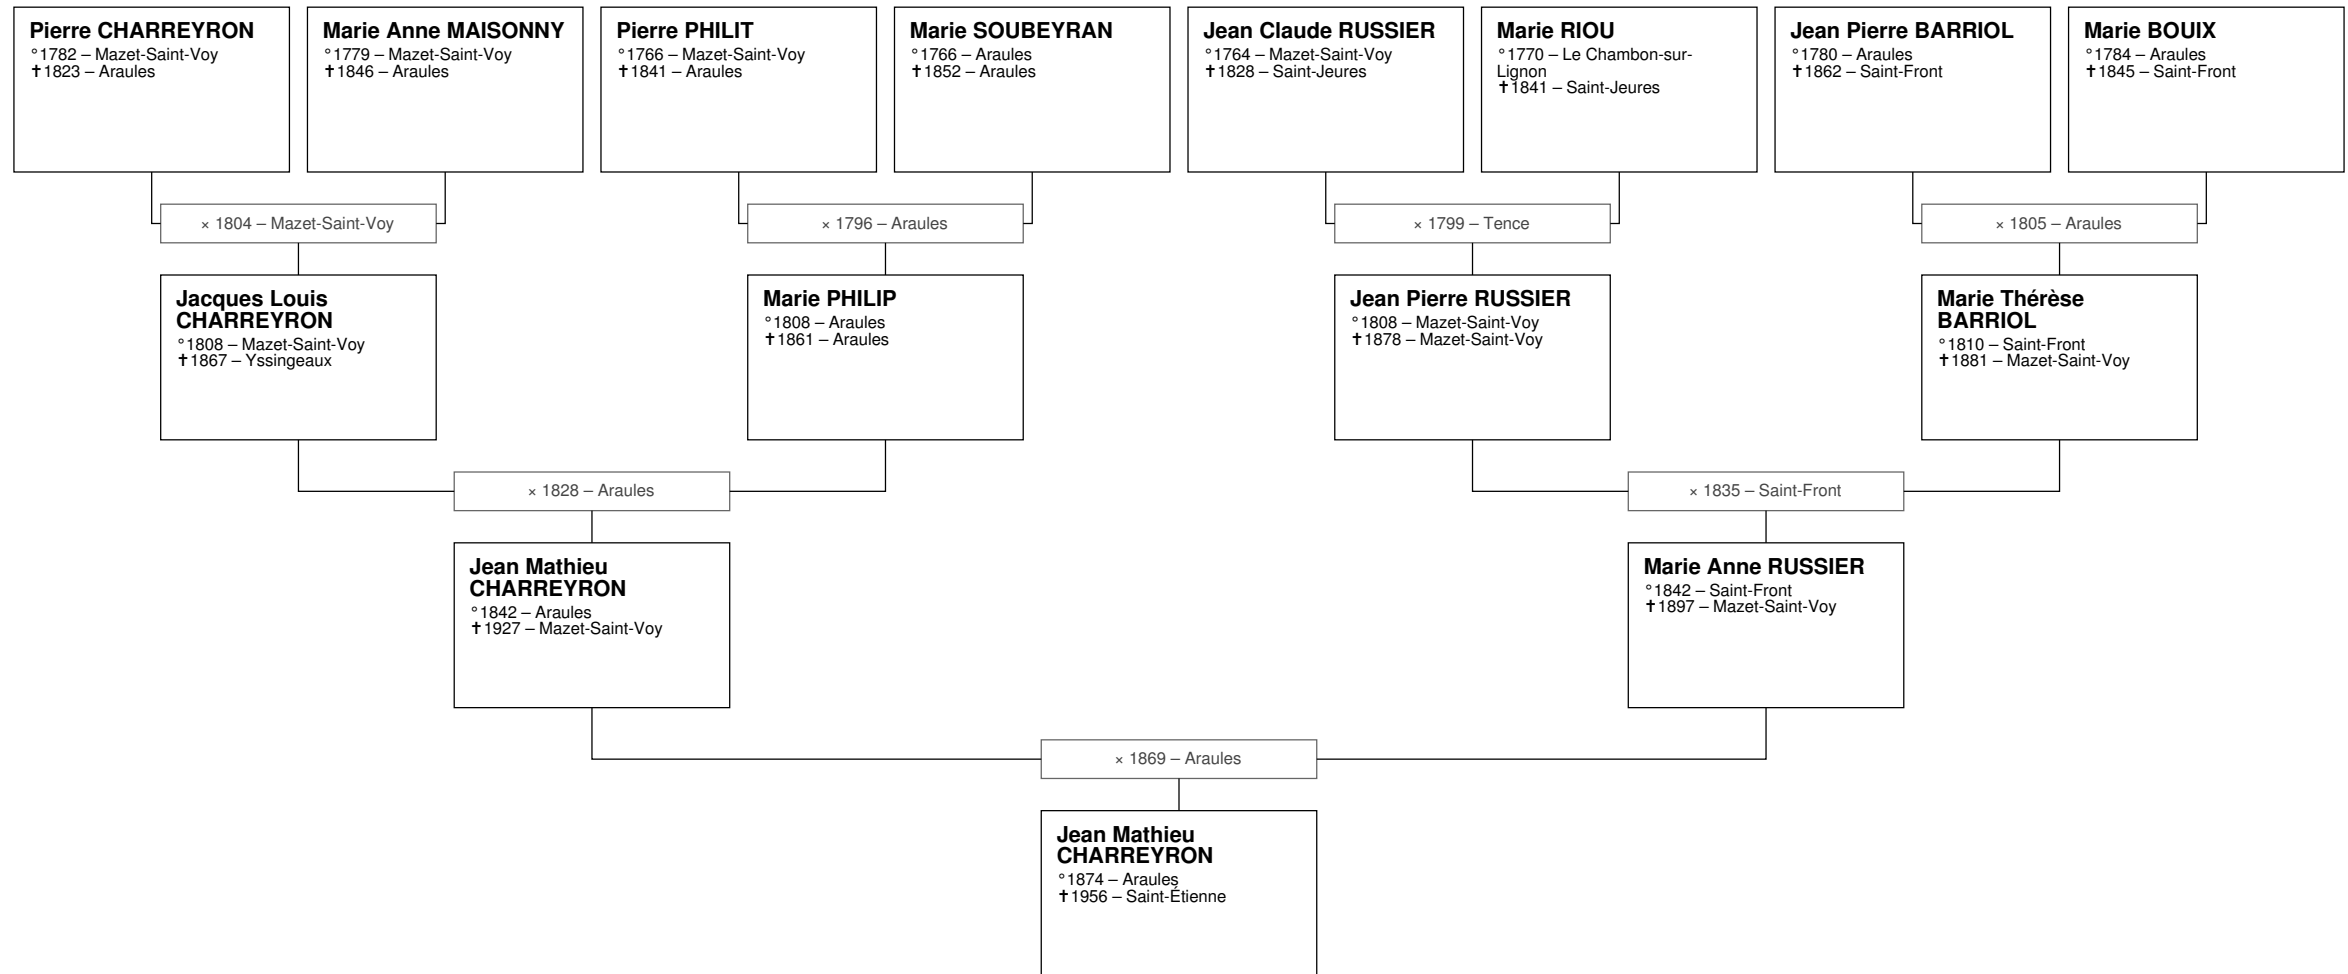 Pierre CHARREYRON
°1782 – Mazet-Saint-Voy
✝1823 – Araules
Marie Anne MAISONNY
°1779 – Mazet-Saint-Voy
✝1846 – Araules
Pierre PHILIT
°1766 – Mazet-Saint-Voy
✝1841 – Araules
Marie SOUBEYRAN
°1766 – Araules
✝1852 – Araules
Jean Claude RUSSIER
°1764 – Mazet-Saint-Voy
✝1828 – Saint-Jeures
Marie RIOU
°1770 – Le Chambon-sur-
Lignon
✝1841 – Saint-Jeures
Jean Pierre BARRIOL
°1780 – Araules
✝1862 – Saint-Front
Marie BOUIX
°1784 – Araules
✝1845 – Saint-Front
× 1804 – Mazet-Saint-Voy
× 1796 – Araules
× 1799 – Tence
× 1805 – Araules
Jacques Louis
CHARREYRON
°1808 – Mazet-Saint-Voy
✝1867 – Yssingeaux
Marie PHILIP
°1808 – Araules
✝1861 – Araules
Jean Pierre RUSSIER
°1808 – Mazet-Saint-Voy
✝1878 – Mazet-Saint-Voy
Marie Thérèse
BARRIOL
°1810 – Saint-Front
✝1881 – Mazet-Saint-Voy
× 1828 – Araules
× 1835 – Saint-Front
Jean Mathieu
CHARREYRON
°1842 – Araules
✝1927 – Mazet-Saint-Voy
Marie Anne RUSSIER
°1842 – Saint-Front
✝1897 – Mazet-Saint-Voy
× 1869 – Araules
Jean Mathieu
CHARREYRON
°1874 – Araules
✝1956 – Saint-Étienne